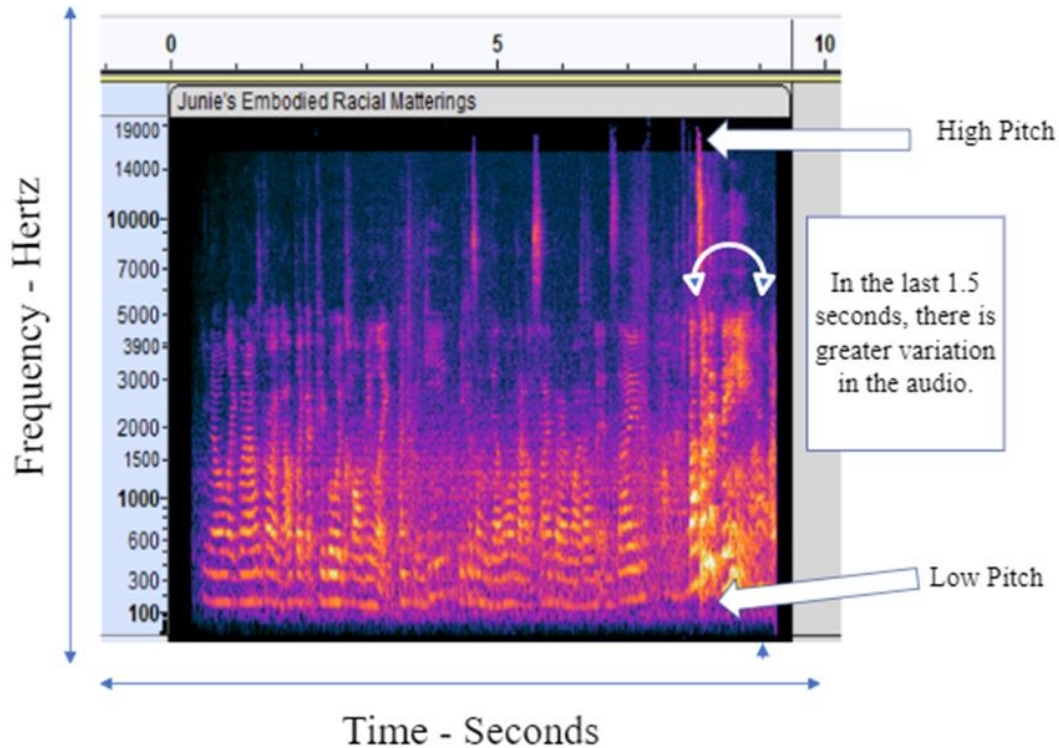 0 5 10
Junie's Embodied Racial Matterings
19000
14000
10000
7000
5000
3900
3000
2000
1500
1000
600
300
100
Frequency - Hertz
High Pitch
In the last 1.5
seconds, there is
greater variation
in the audio.
Low Pitch
Time - Seconds